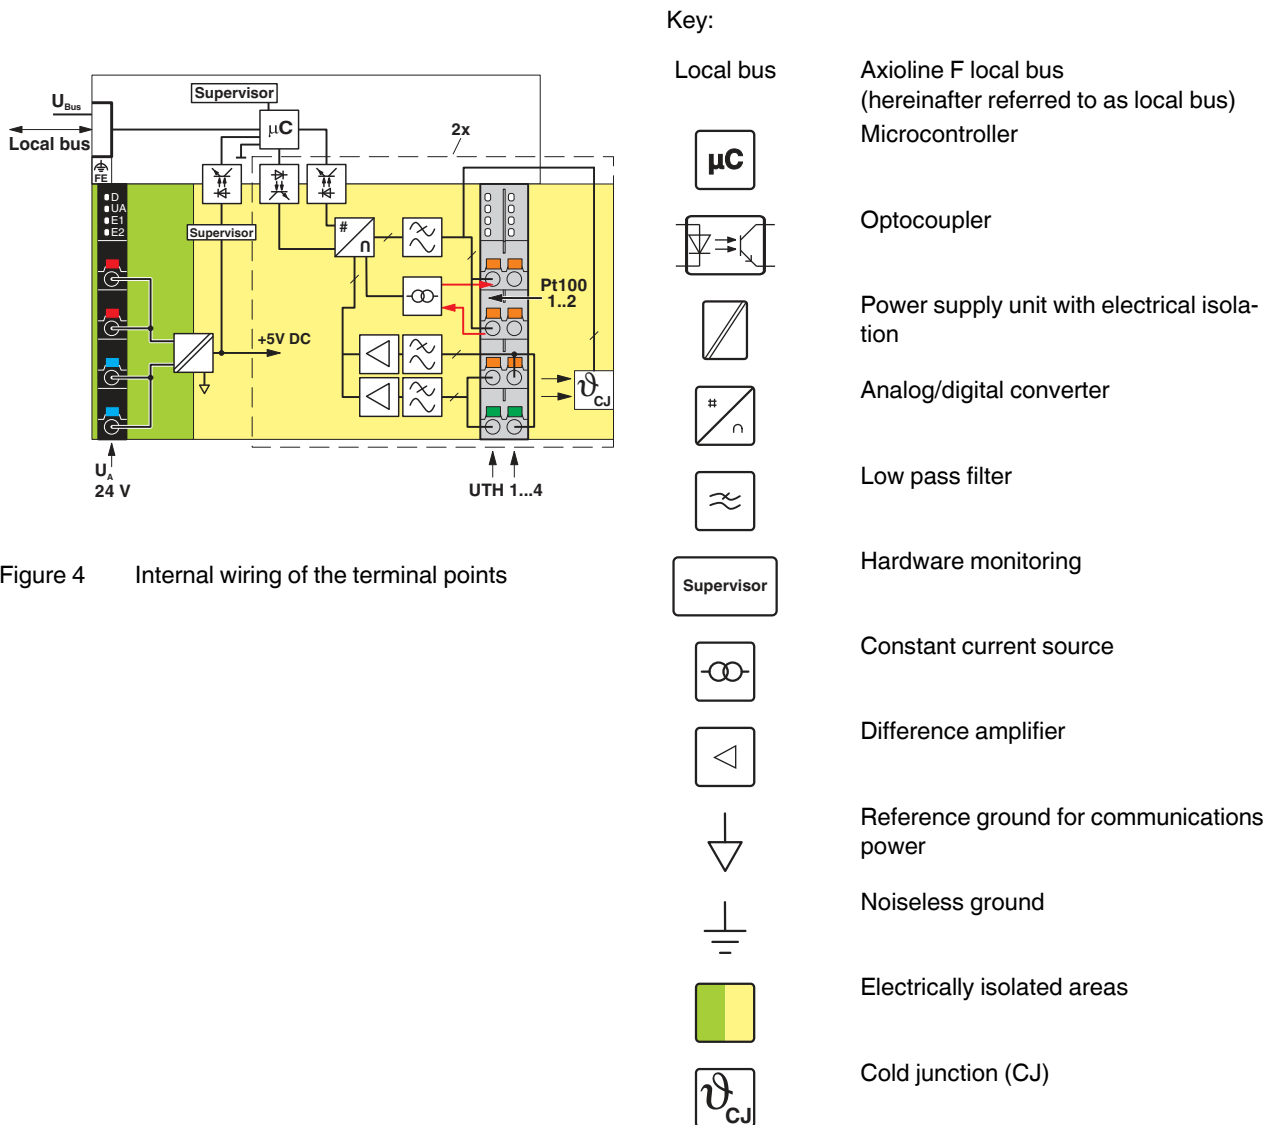 Key:
Local bus
Axioline F local bus
(hereinafter referred to as local bus)
µC
Microcontroller
Optocoupler
Power supply unit with electrical isola-
tion
#
∩
Analog/digital converter
Low pass filter
Supervisor
Hardware monitoring
Constant current source
Difference amplifier
Reference ground for communications
power
Noiseless ground
Electrically isolated areas
ϑCJ
Cold junction (CJ)
UBus
Local bus
Supervisor
µC
2x
FE
D
UA
E1
E2
Supervisor
#
∩
Pt100
1..2
+5V DC
ϑCJ
UA
24 V
UTH 1...4
Figure 4 Internal wiring of the terminal points